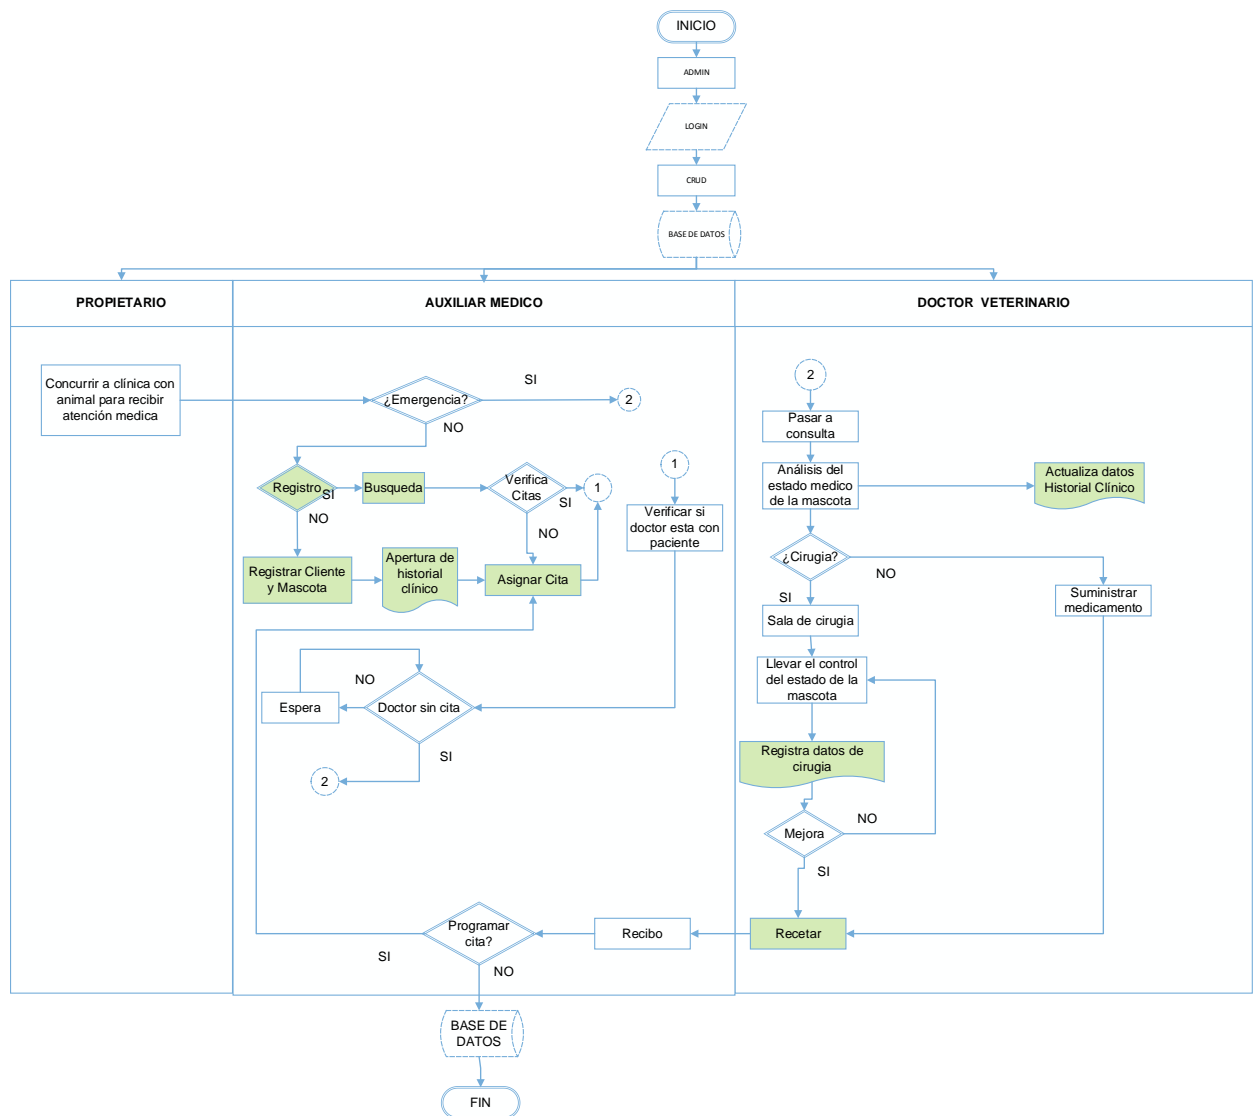 INICIO
ADMIN
LOGIN
CRUD
BASE DE DATOS
PROPIETARIO
AUXILIAR MEDICO
DOCTOR VETERINARIO
Concurrir a clínica con
animal para recibir
atención medica
¿Emergencia?
SI
2
NO
Registro
SI
Busqueda
Verifica
Citas
SI
1
NO
NO
Registrar Cliente
y Mascota
Apertura de
historial
clínico
Asignar Cita
1
Verificar si
doctor esta con
paciente
NO
Espera
Doctor sin cita
SI
2
2
Pasar a
consulta
Análisis del
estado medico
de la mascota
Actualiza datos
Historial Clínico
¿Cirugia?
NO
SI
Suministrar
medicamento
Sala de cirugia
Llevar el control
del estado de la
mascota
Registra datos de
cirugia
Mejora
NO
SI
Recetar
Recibo
Programar
cita?
SI
NO
BASE DE
DATOS
FIN